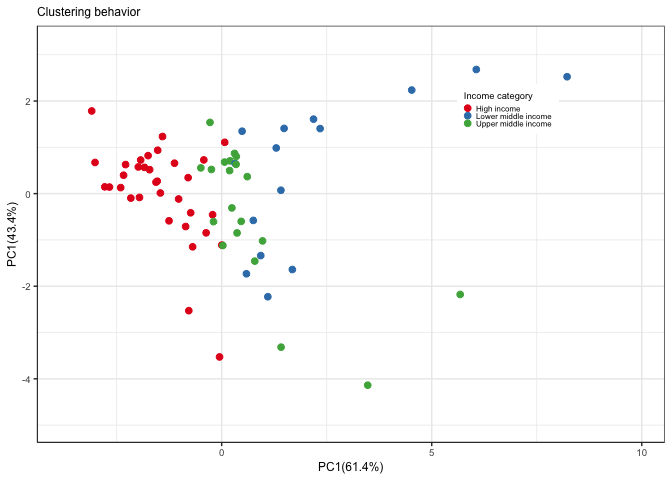 Clustering behavior
PC1(43.4%)
2
0
-2
-4
Income category
High income
Lower middle income
Upper middle income
0
5
10
PC1(61.4%)